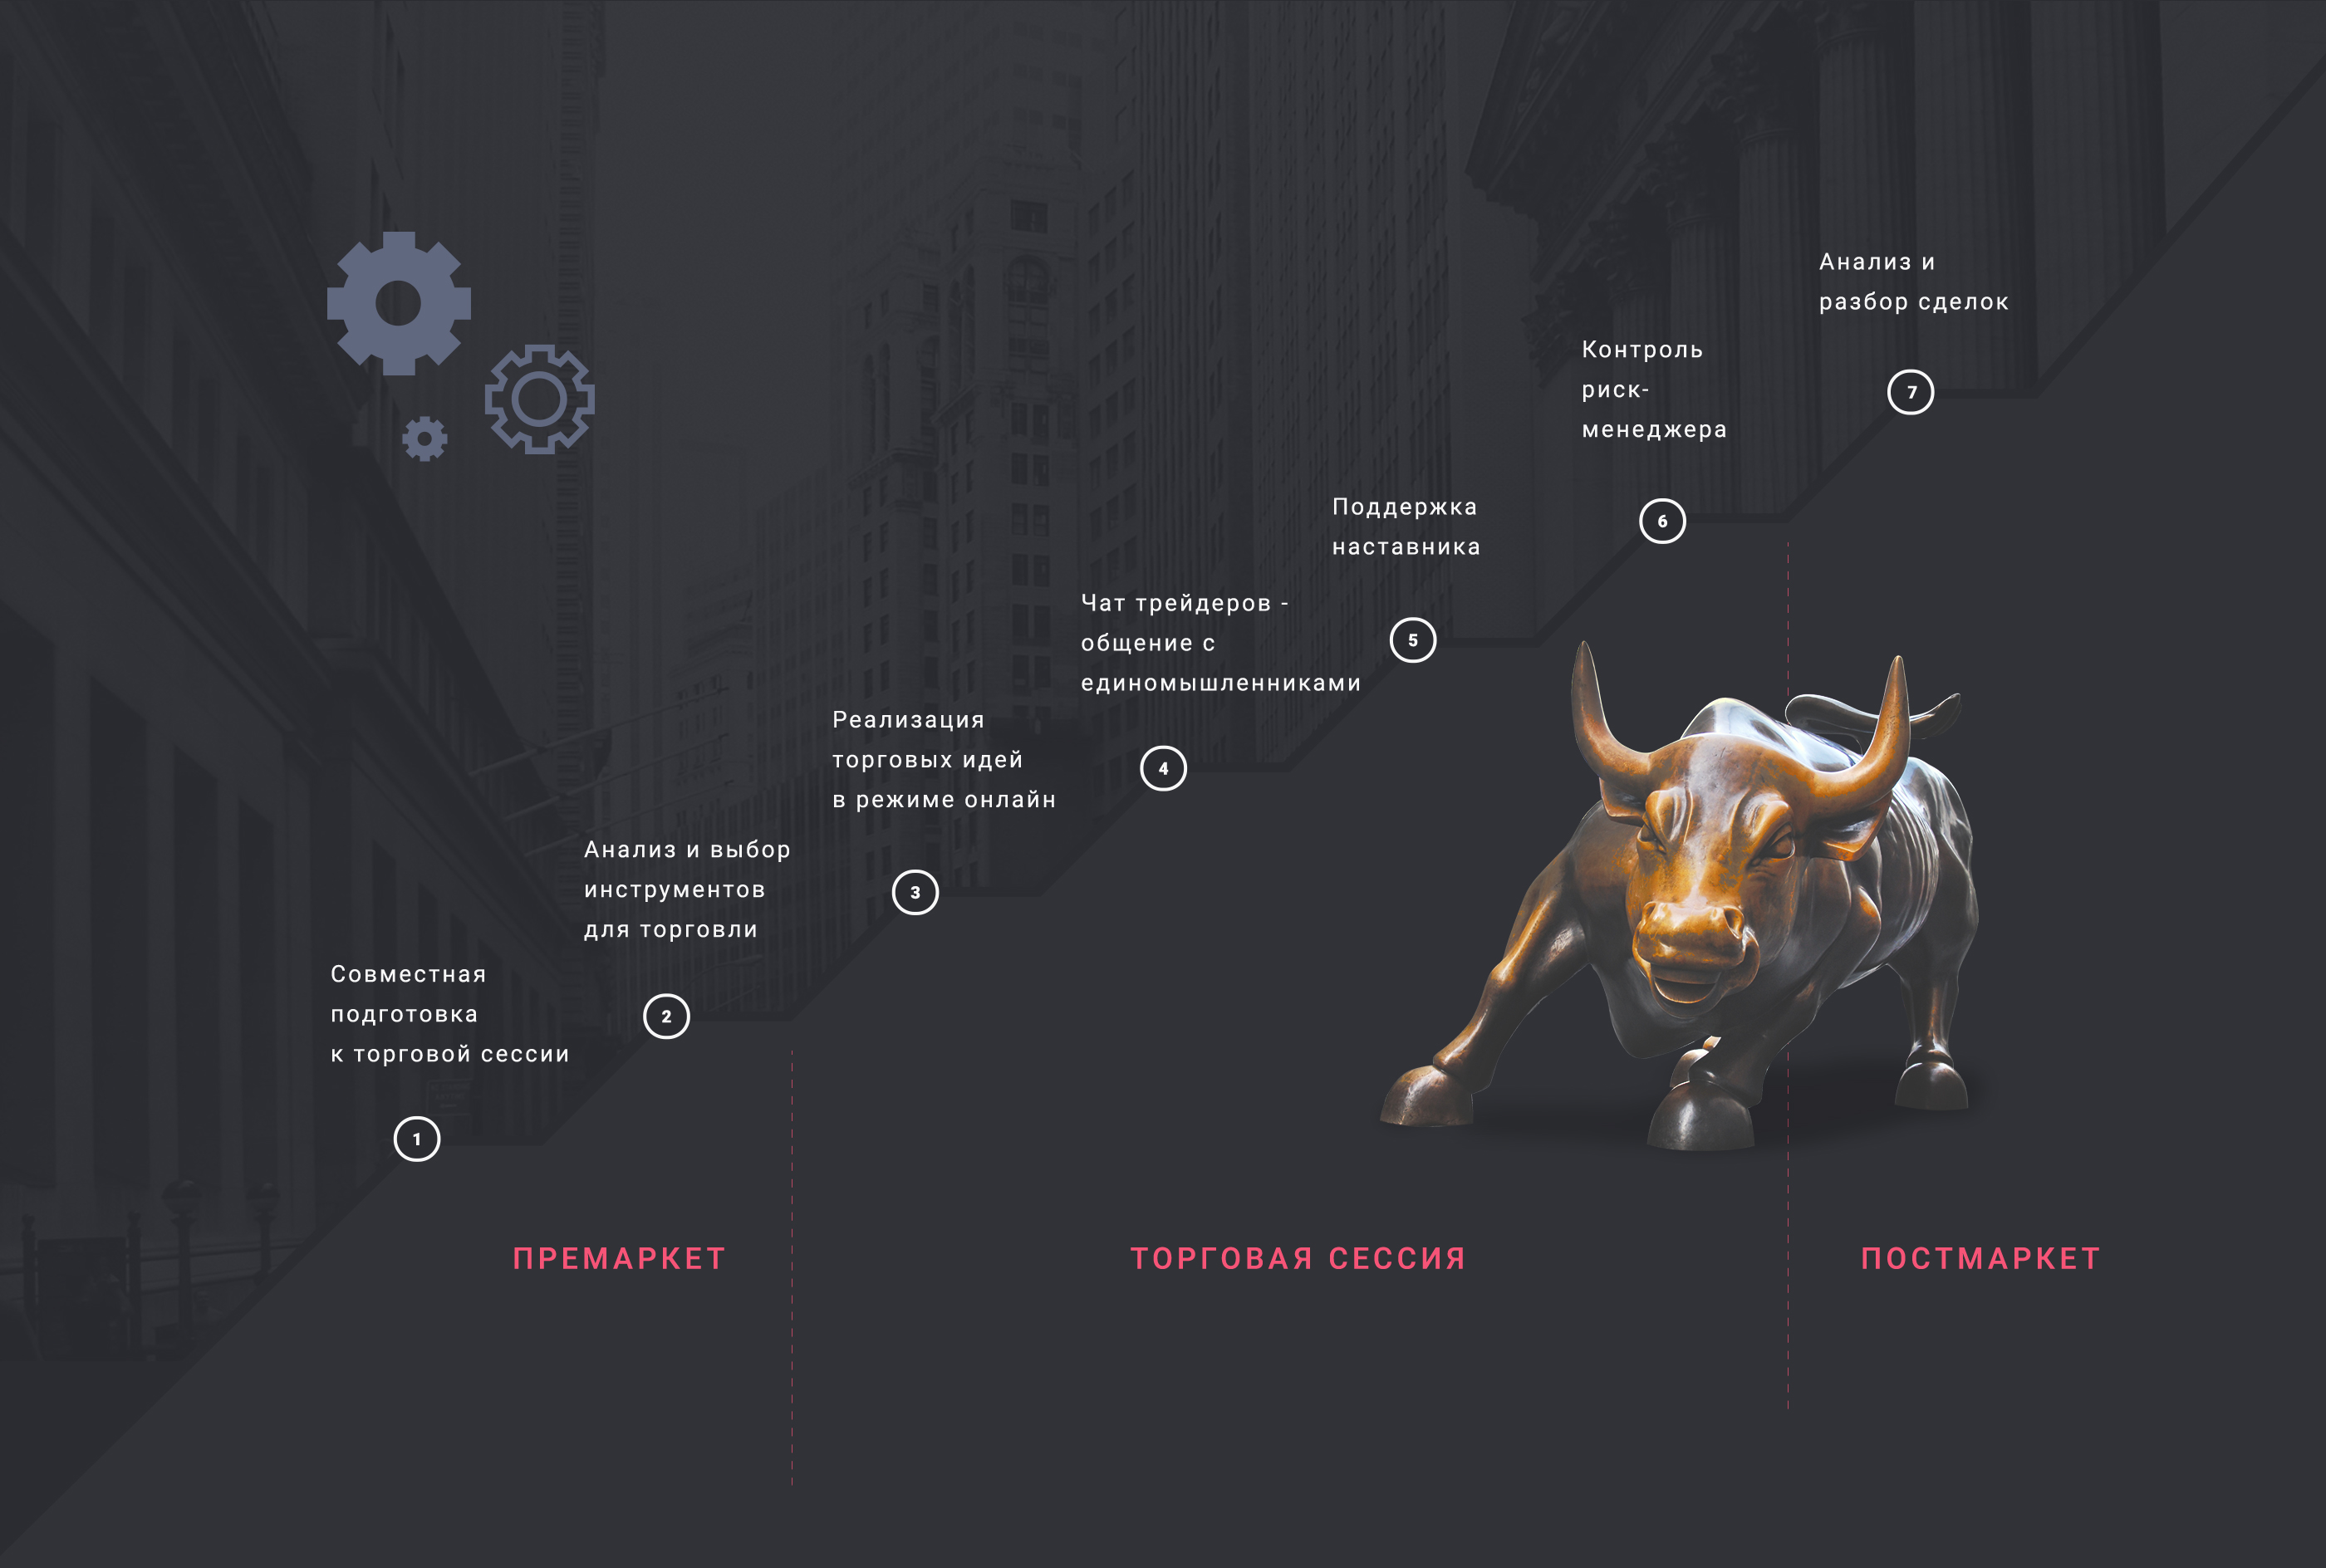 Совместная
подготовка
к торговой сессии
1
Анализ и выбор
инструментов
для торговли
2
Реализация
торговых идей
в режиме онлайн
3
Чат трейдеров -
общение с
единомышленниками
4
Поддержка
наставника
5
Контроль
риск-
менеджера
6
Анализ и
разбор сделок
7
ПРЕМАРКЕТ
ТОРГОВАЯ СЕССИЯ
ПОСТМАРКЕТ